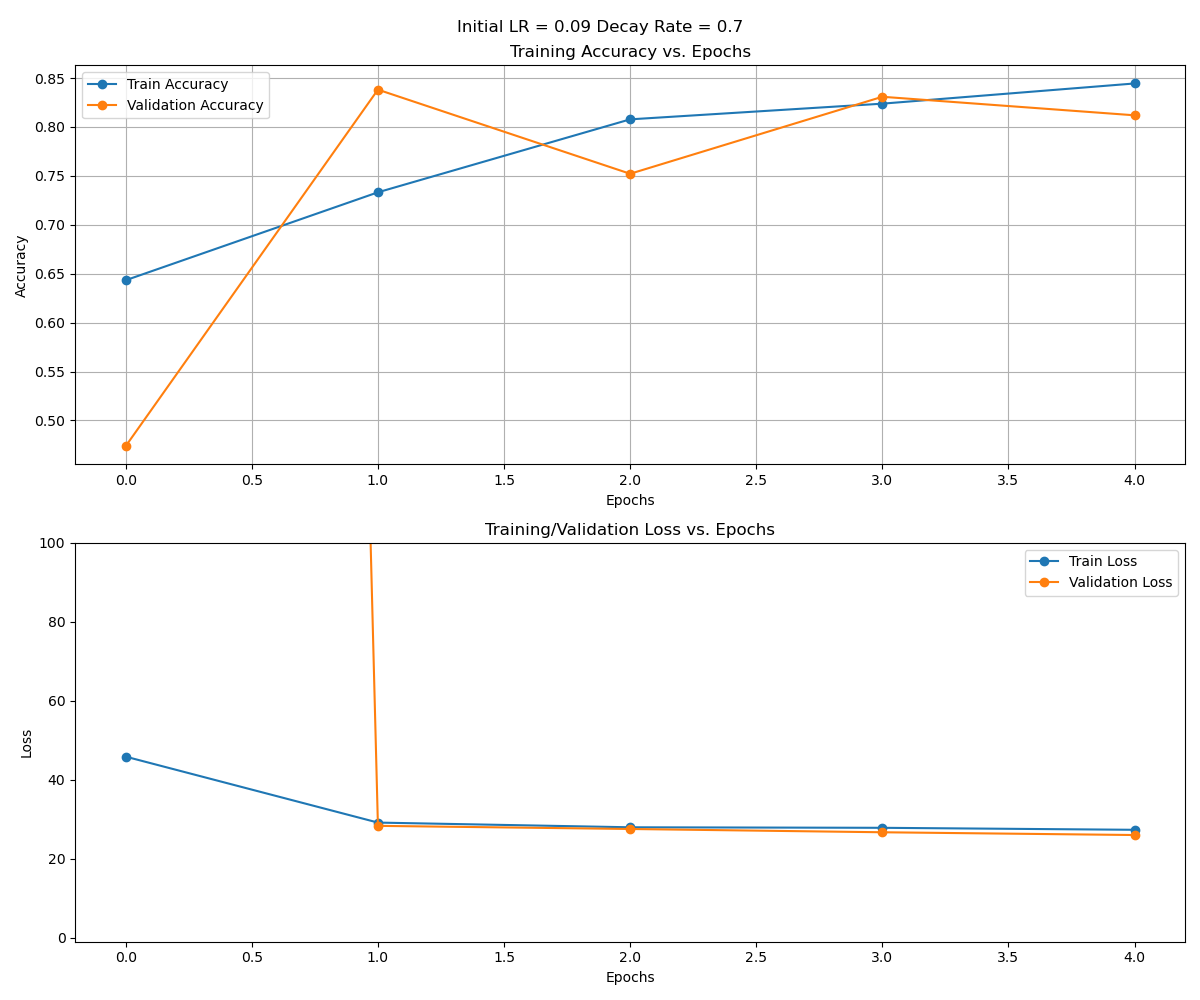 Initial LR = 0.09 Decay Rate = 0.7
Training Accuracy vs. Epochs
Train Accuracy
Validation Accuracy
Accuracy
0.85
0.80
0.75
0.70
0.65
0.60
0.55
0.50
0.0 0.5 1.0 1.5 2.0 2.5 3.0 3.5 4.0
Epochs
Training/Validation Loss vs. Epochs
Train Loss
Validation Loss
Loss
100
80
60
40
20
0
0.0 0.5 1.0 1.5 2.0 2.5 3.0 3.5 4.0
Epochs